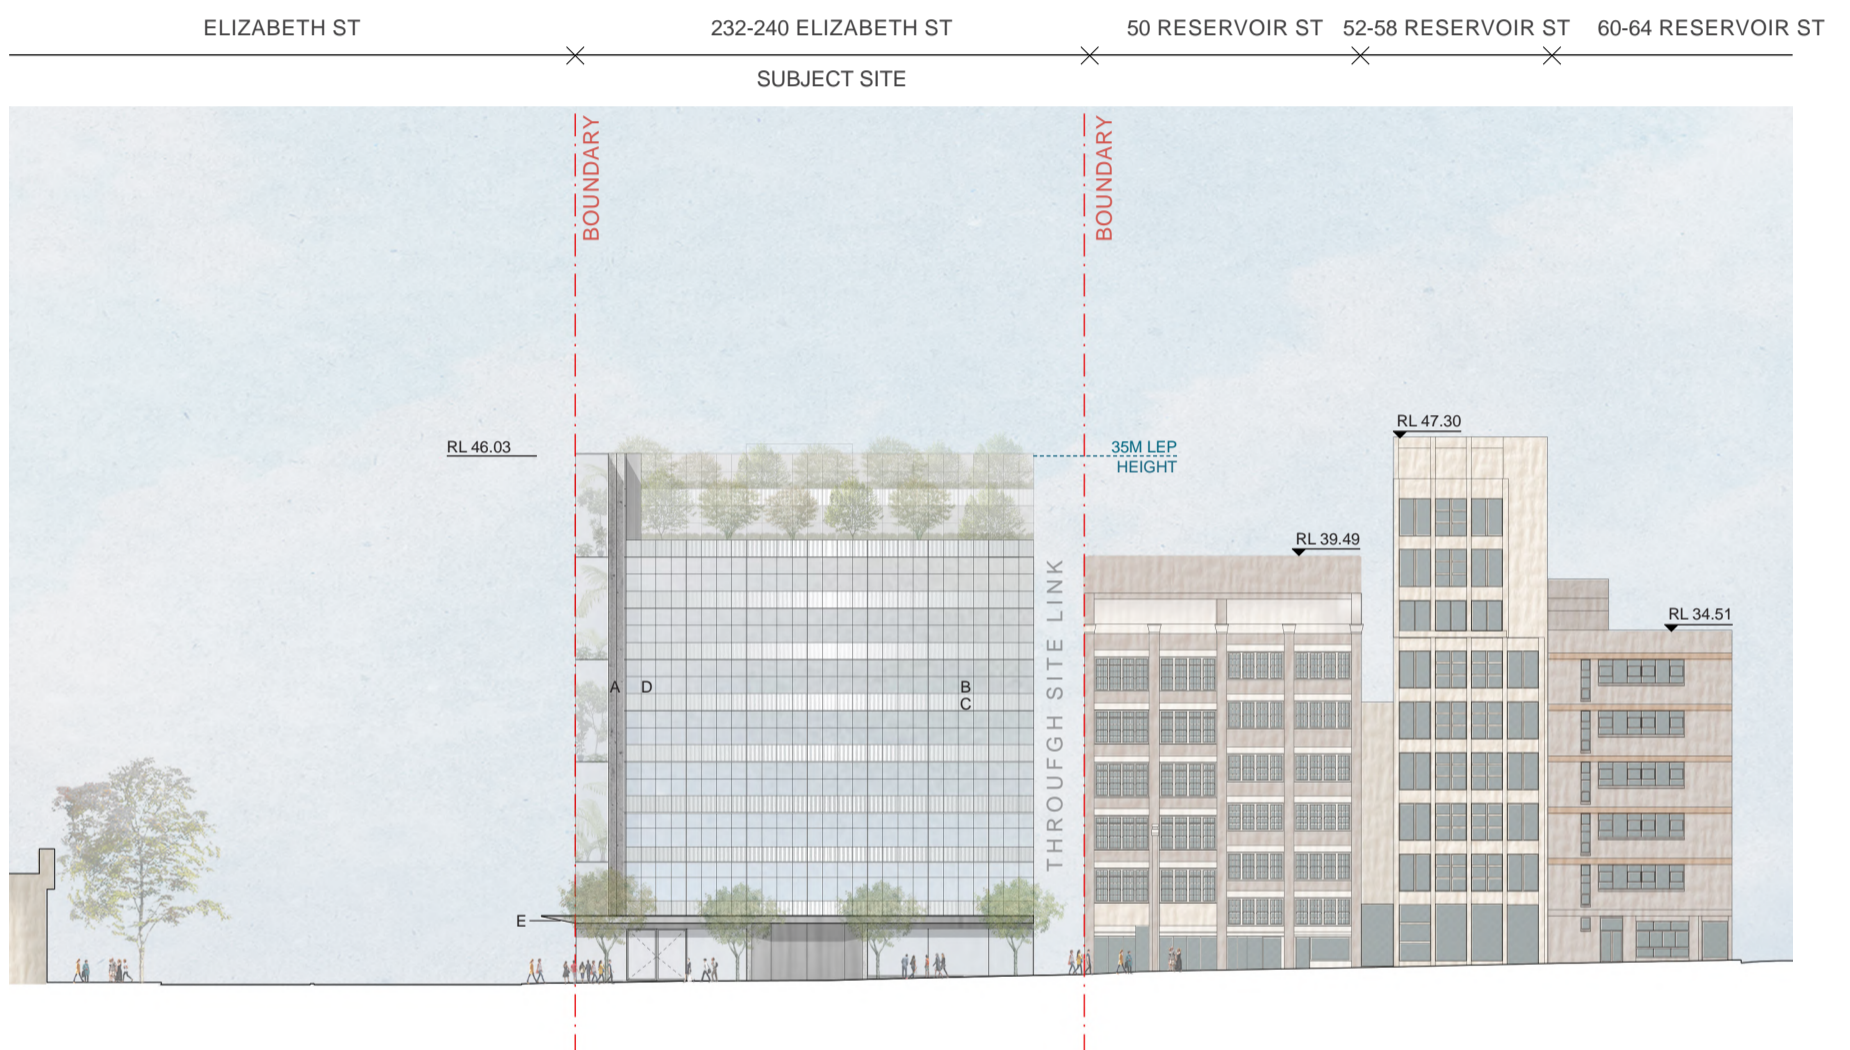 ELIZABETH ST
232-240 ELIZABETH ST
50 RESERVOIR ST
52-58 RESERVOIR ST
60-64 RESERVOIR ST
SUBJECT SITE
BOUNDARY
BOUNDARY
RL 47.30
RL 46.03
35M LEP
HEIGHT
RL 39.49
THROUFGH SITE LINK
RL 34.51
A
D
B
C
E